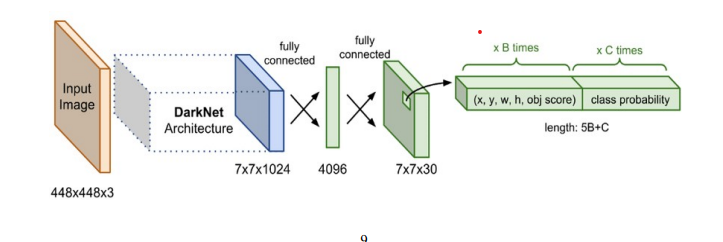 Input
Image
448x448x3
DarkNet
Architecture
7x7x1024
fully
connected
4096
fully
connected
7x7x30
x B times
x C times
(x, y, w, h, obj score)
class probability
length: 5B+C
9